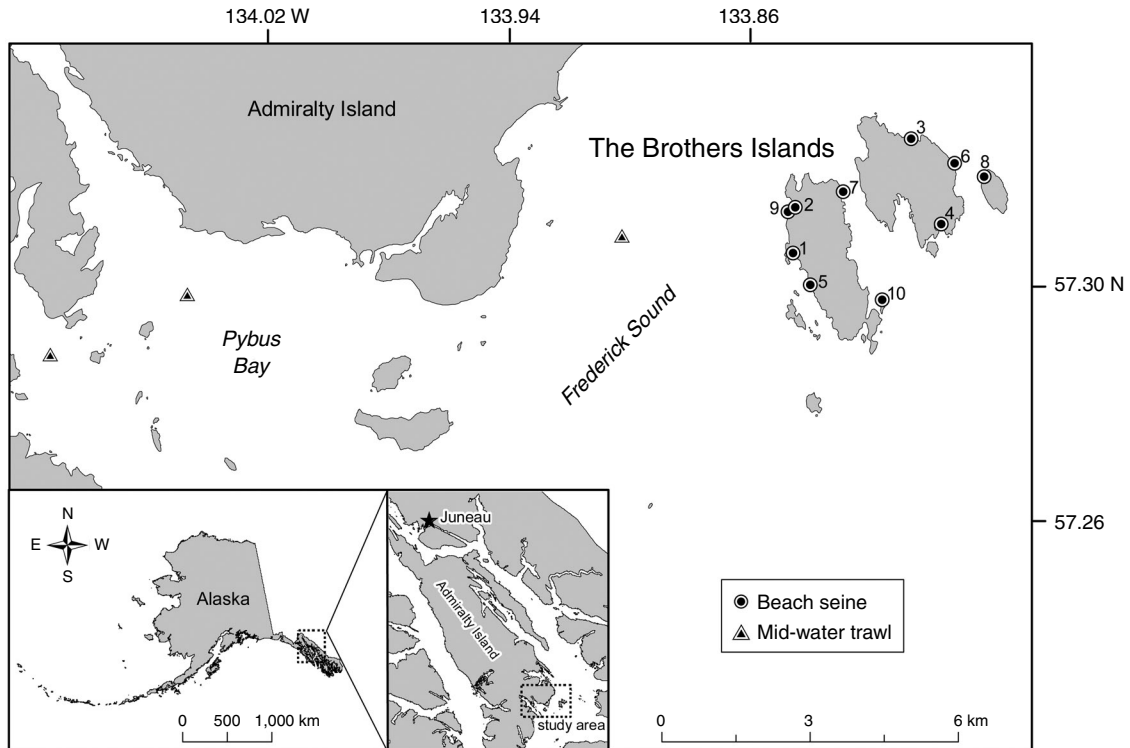 134.02 W
133.94
133.86
Admiralty Island
The Brothers Islands
3
6
8
7
9
2
4
1
5
10
57.30 N
Frederick Sound
Pybus
Bay
57.26
N
E
W
S
Alaska
0 500 1,000 km
Juneau
Admiralty Island
study area
Beach seine
Mid-water trawl
0 3 6 km